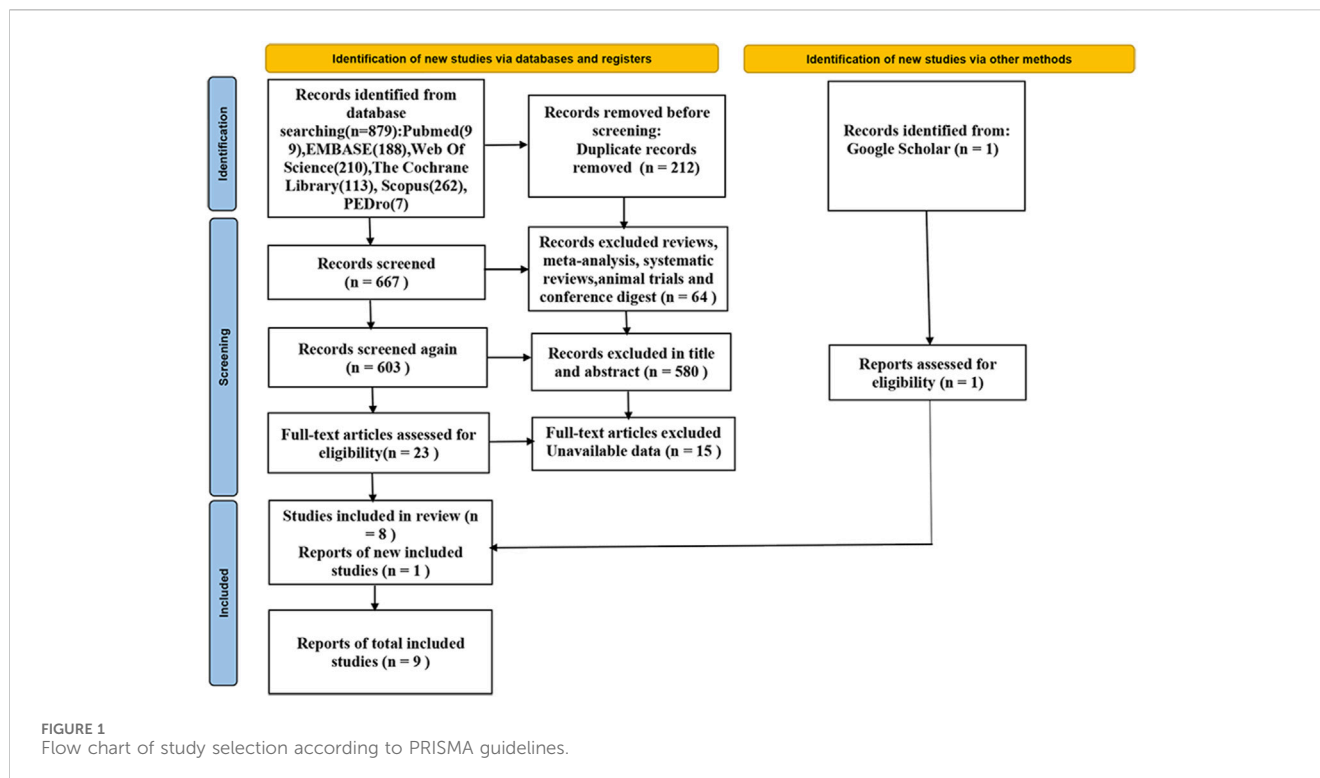 Identification of new studies via databases and registers
Identification of new studies via other methods
Identification
Records identified from
database
searching(n=879):Pubmed(9
9),EMBASE(188),Web Of
Science(210),The Cochrane
Library(113), Scopus(262),
PEDro(7)
Records removed before
screening:
Duplicate records
removed (n = 212)
Records identified from:
Google Scholar (n = 1)
Screening
Records screened
(n = 667)
Records excluded reviews,
meta-analysis, systematic
reviews,animal trials and
conference digest (n = 64 )
Records screened again
(n = 603)
Records excluded in title
and abstract (n = 580 )
Reports assessed for
eligibility (n = 1)
Full-text articles assessed for
eligibility(n = 23 )
Full-text articles excluded
Unavailable data (n = 15 )
Included
Studies included in review (n
= 8 )
Reports of new included
studies (n = 1 )
Reports of total included
studies (n = 9 )
FIGURE 1
Flow chart of study selection according to PRISMA guidelines.